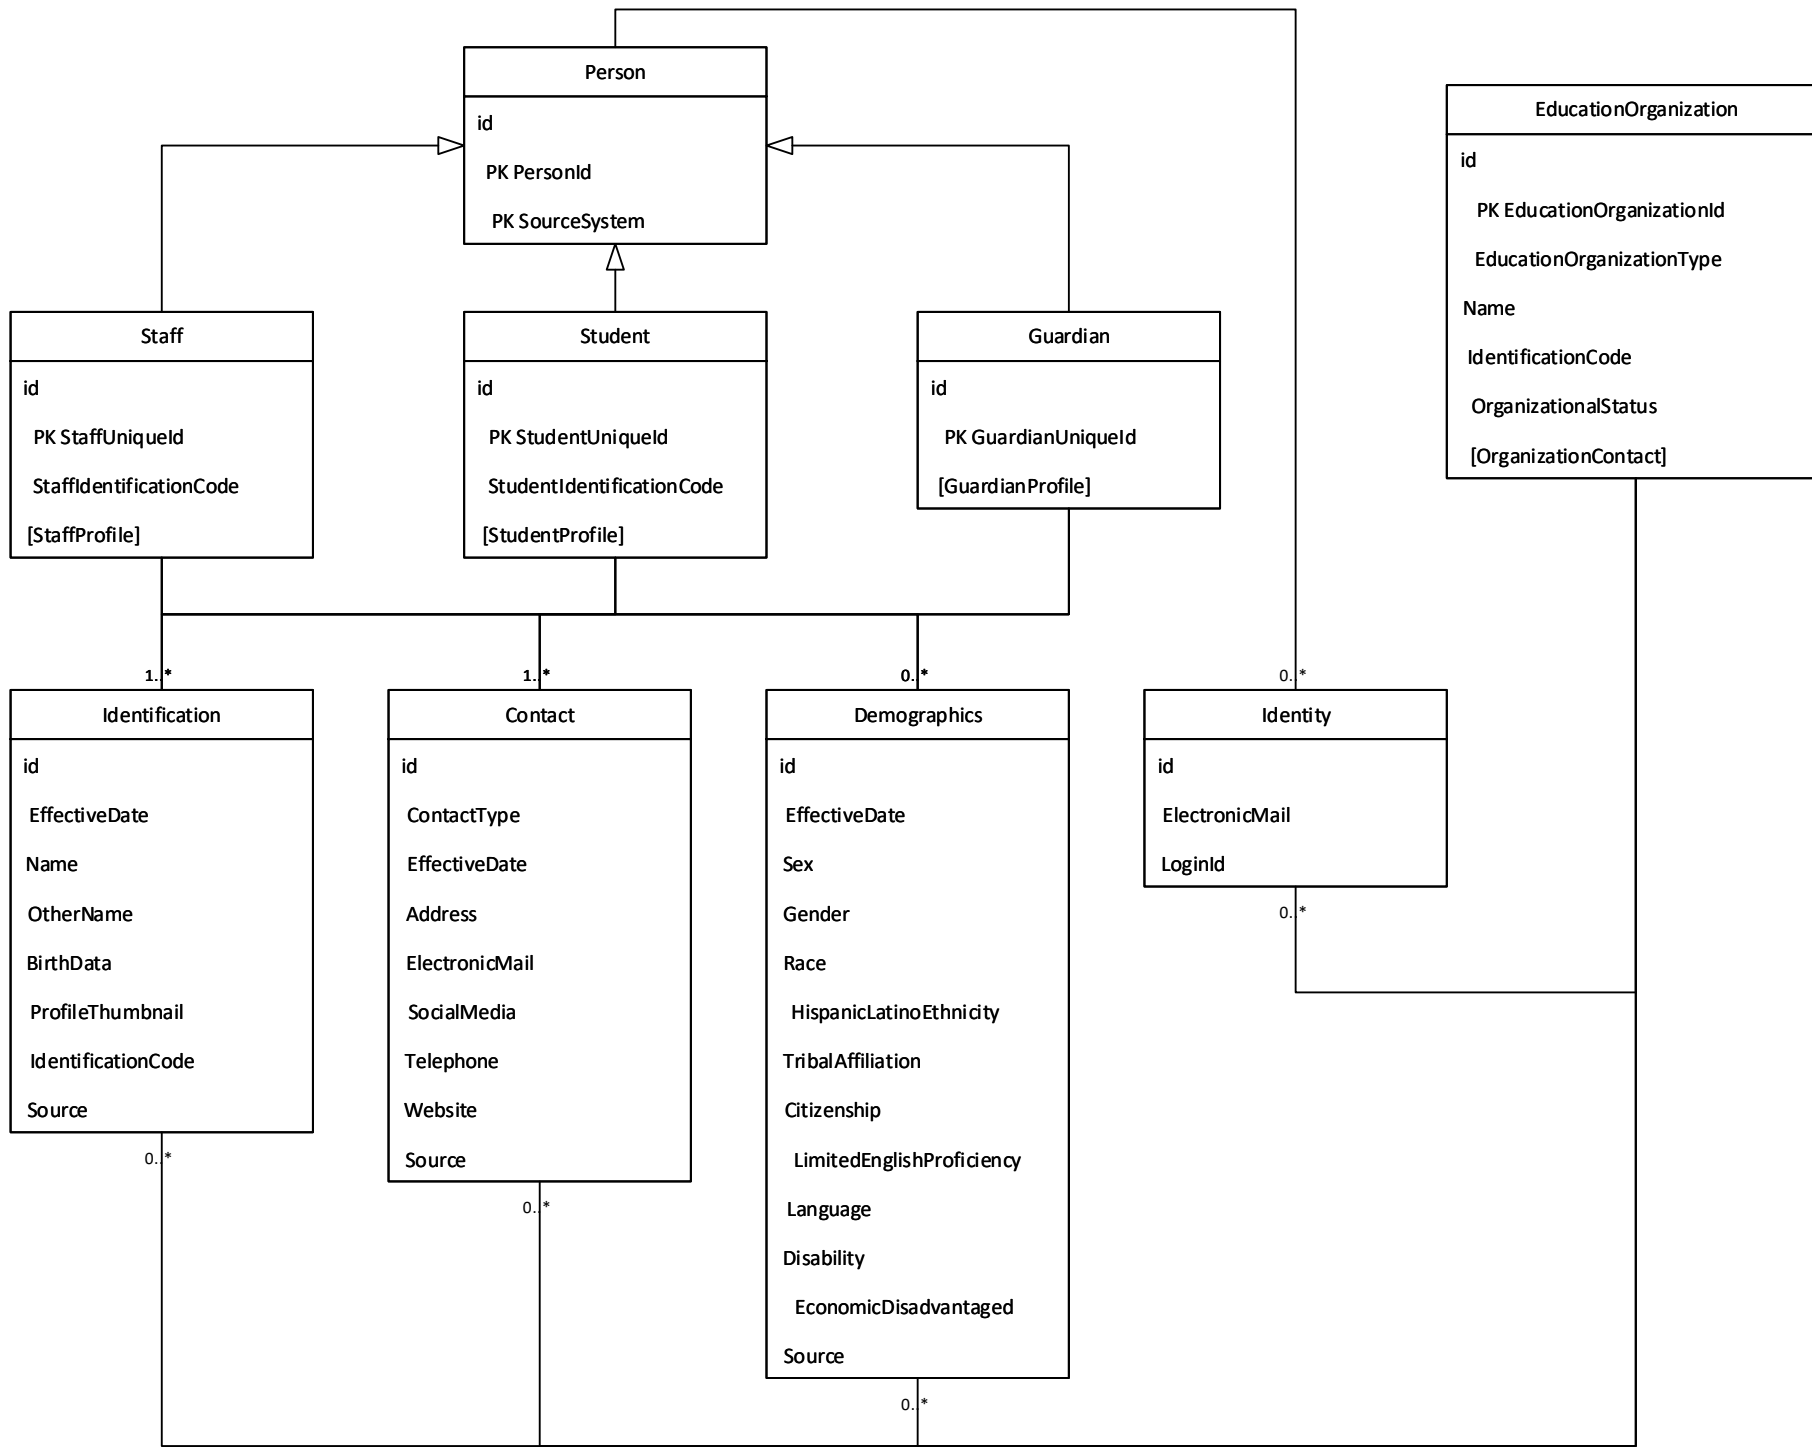 Person
id
PK PersonId
PK SourceSystem
EducationOrganization
id
PK EducationOrganizationId
EducationOrganizationType
Name
IdentificationCode
OrganizationalStatus
[OrganizationContact]
Staff
id
PK StaffUniqueId
StaffIdentificationCode
[StaffProfile]
Student
id
PK StudentUniqueId
StudentIdentificationCode
[StudentProfile]
Guardian
id
PK GuardianUniqueId
[GuardianProfile]
1..*
1..*
0..*
0..*
Identification
id
EffectiveDate
Name
OtherName
BirthData
ProfileThumbnail
IdentificationCode
Source
0..*
Contact
id
ContactType
EffectiveDate
Address
ElectronicMail
SocialMedia
Telephone
Website
Source
0..*
Demographics
id
EffectiveDate
Sex
Gender
Race
HispanicLatinoEthnicity
TribalAffiliation
Citizenship
LimitedEnglishProficiency
Language
Disability
EconomicDisadvantaged
Source
0..*
Identity
id
ElectronicMail
LoginId
0..*